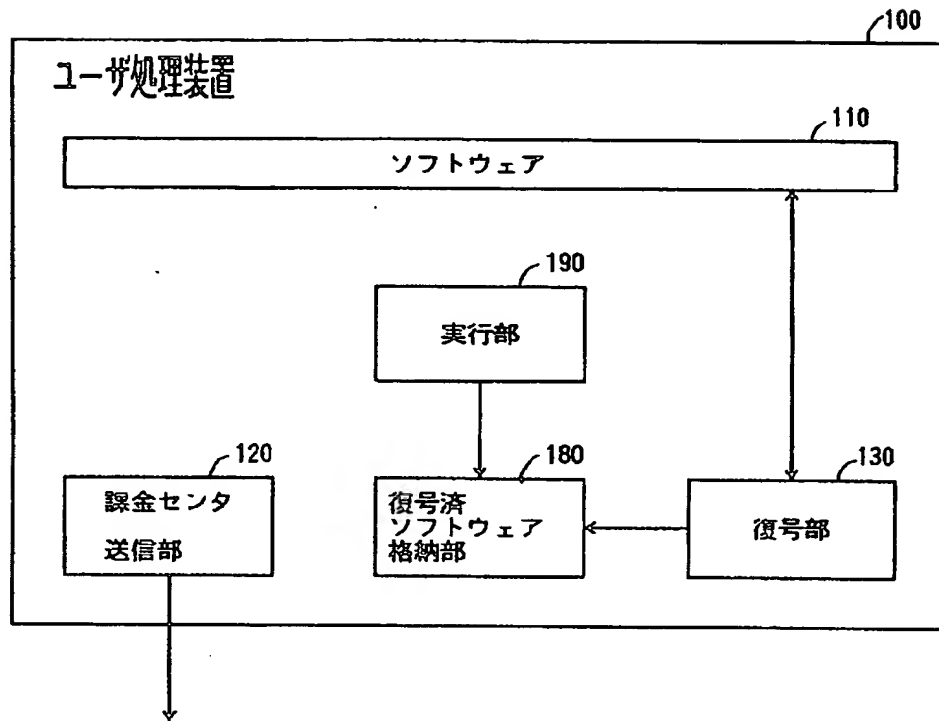 100
ユーザ処理装置
110
ソフトウェア
190
実行部
120
課金センタ
送信部
180
復号済
ソフトウェア
格納部
130
復号部